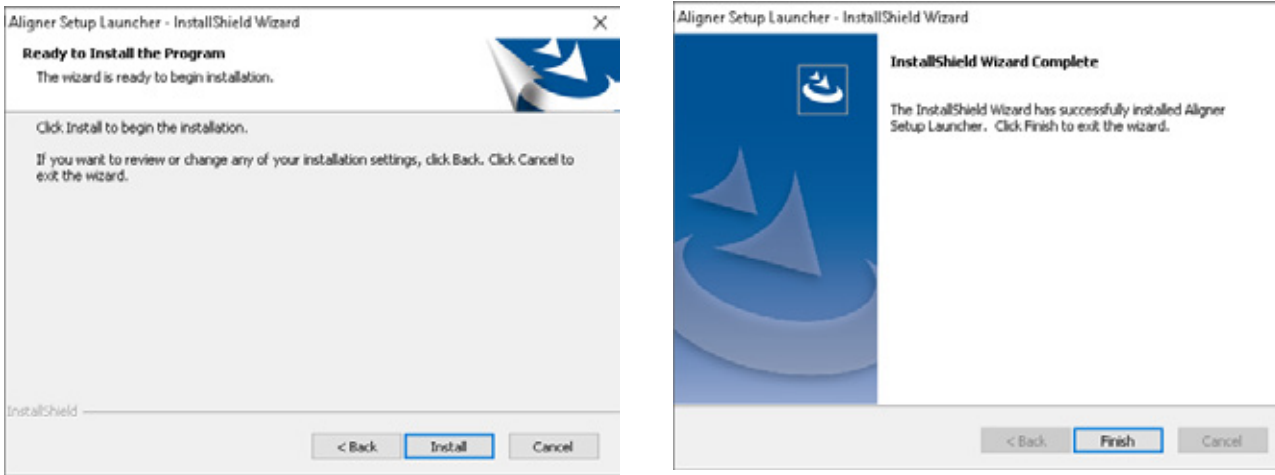 Aligner Setup Launcher - InstallShield Wizard
Ready to Install the Program
The wizard is ready to begin installation.
Click Install to begin the installation.
If you want to review or change any of your installation settings, click Back. Click Cancel to
exit the wizard.
InstallShield
< Back
Install
Cancel
Aligner Setup Launcher - InstallShield Wizard
InstallShield Wizard Complete
The InstallShield Wizard has successfully installed Aligner
Setup Launcher. Click Finish to exit the wizard.
< Back
Finish
Cancel